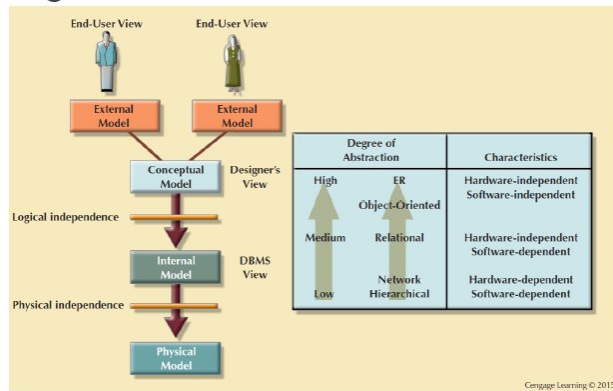 End-User View
End-User View
External
Model
External
Model
Conceptual
Model
Designer's
View
Logical independence
Internal
Model
DBMS
View
Physical independence
Physical
Model
Degree of
Abstraction
Characteristics
High
ER
Hardware-independent
Software-independent
Object-Oriented
Medium
Relational
Hardware-independent
Software-dependent
Network
Hardware-dependent
Low
Hierarchical
Software-dependent
Cengage Learning © 2015